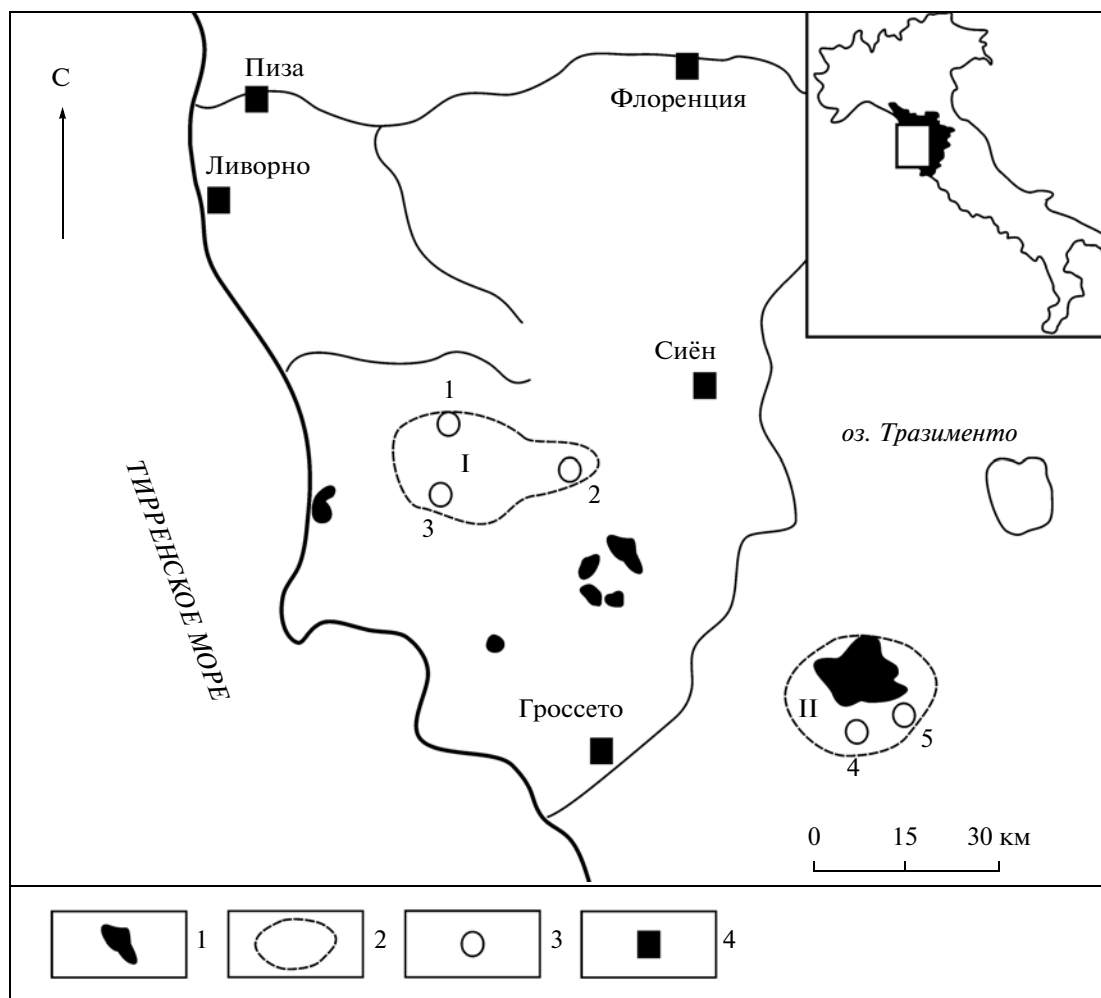 С
Пиза
Флоренция
Ливорно
Сиён
1
I
2
3
оз. Тразименто
ТИРРЕНСКОЕ МОРЕ
Гроссето
II
5
4
0 15 30 км
1 2 3 4